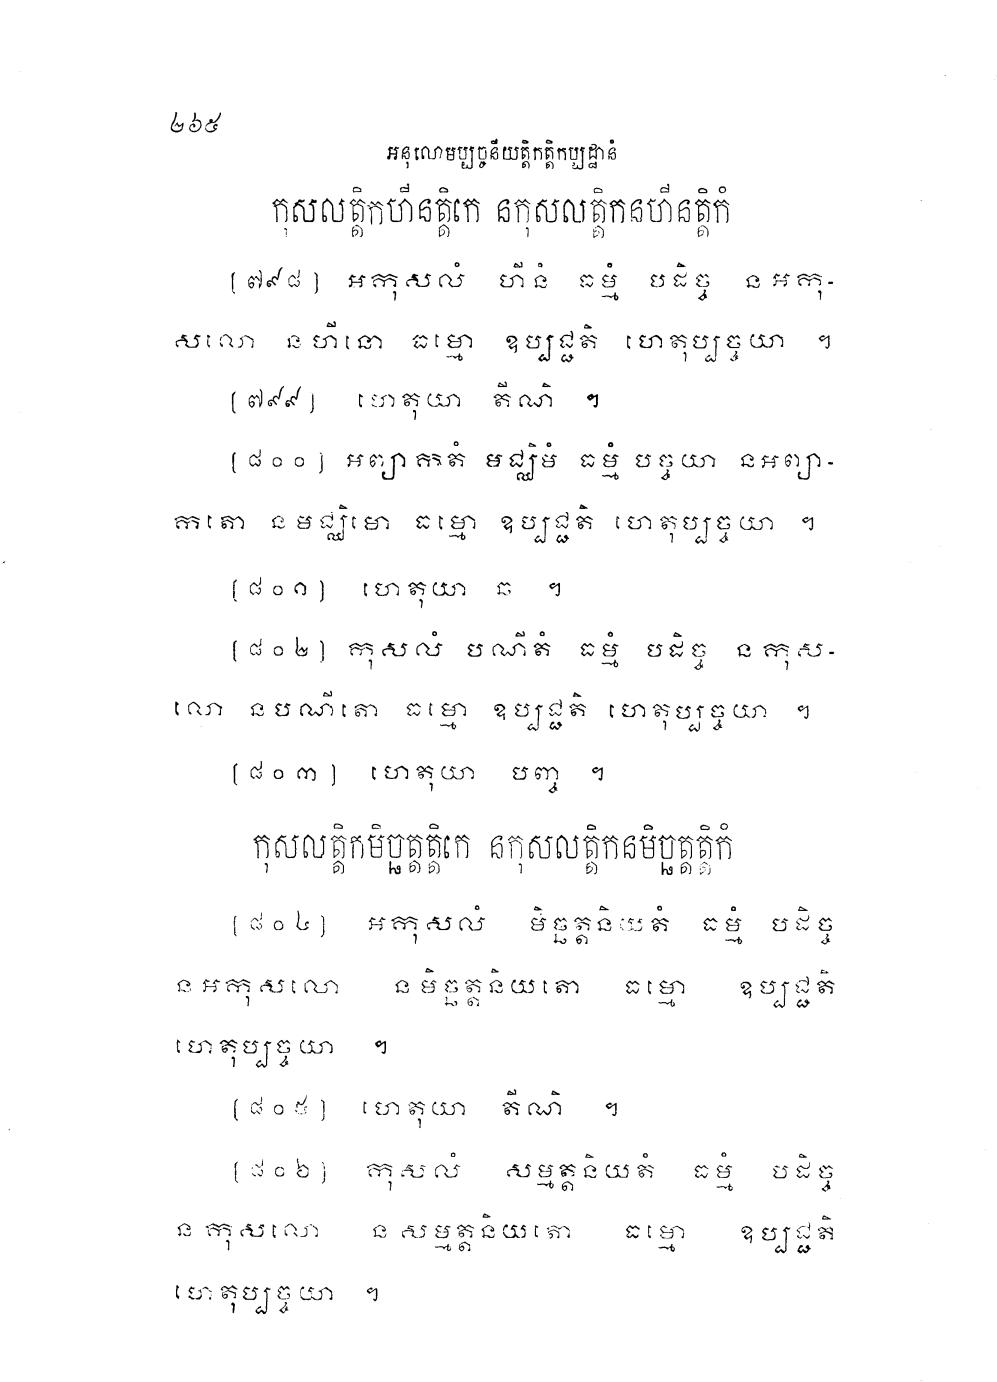 ២៦៥
អនុលោមប្បច្ចនីយត្តិកត្តិកប្បដ្ឋានំ
កុសលត្តិកហីនត្តិកេ នកុសលត្តិកនហីនត្តិកំ
[៧៩៨] អកុសលំ ហីនំ ធម្មំ បដិច្ច នអកុ-
សលោ នហីនោ ធម្មោ ឧប្បជ្ជតិ ហេតុប្បច្ចយា ។
[៧៩៩] ហេតុយា តីណិ ។
[៨០០] អព្យាកតំ មជ្ឈិមំ ធម្មំ បច្ចយា នអព្យា-
កតោ នមជ្ឈិមោ ធម្មោ ឧប្បជ្ជតិ ហេតុប្បច្ចយា ។
[៨០១] ហេតុយា ឆ ។
[៨០២] កុសលំ បណីតំ ធម្មំ បដិច្ច នកុស-
លោ នបណីតោ ធម្មោ ឧប្បជ្ជតិ ហេតុប្បច្ចយា ។
[៨០៣] ហេតុយា បញ្ច ។
កុសលត្តិកមិច្ឆត្តត្តិកេ នកុសលត្តិកនមិច្ឆត្តត្តិកំ
[៨០៤] អកុសលំ មិច្ឆត្តនិយតំ ធម្មំ បដិច្ច
នអកុសលោ នមិច្ឆត្តនិយតោ ធម្មោ ឧប្បជ្ជតិ
ហេតុប្បច្ចយា ។
[៨០៥] ហេតុយា តីណិ ។
[៨០៦] កុសលំ សម្មត្តនិយតំ ធម្មំ បដិច្ច
នកុសលោ នសម្មត្តនិយតោ ធម្មោ ឧប្បជ្ជតិ
ហេតុប្បច្ចយា ។